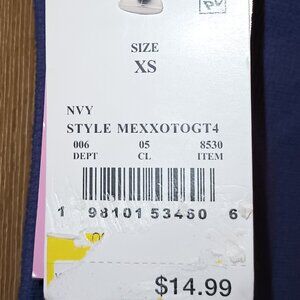 SIZE
XS
NVY
STYLE MEXXOTOGT4
006 05 8530
DEPT CL ITEM
1 98101 53460 6
$14.99